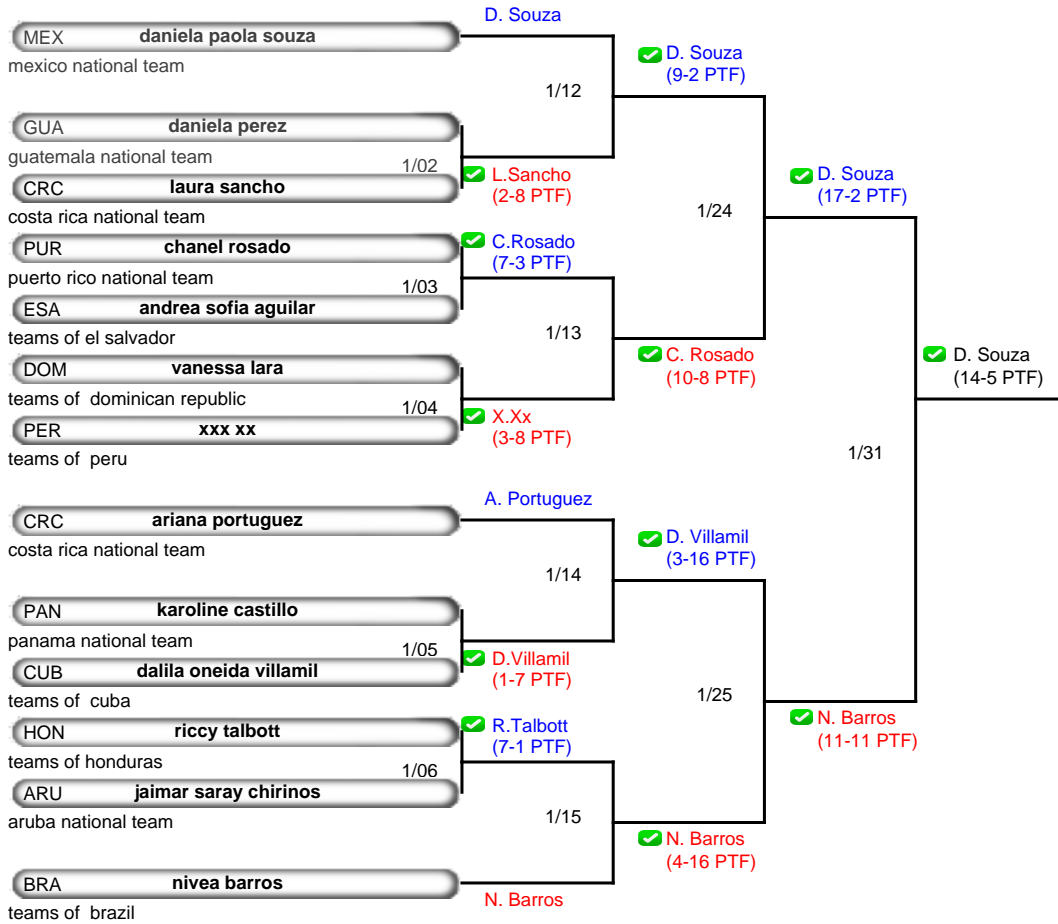 D. Souza
MEX daniela paola souza
mexico national team
D. Souza
(9-2 PTF)
1/12
GUA daniela perez
guatemala national team
1/02
L.Sancho
(2-8 PTF)
CRC laura sancho
costa rica national team
D. Souza
(17-2 PTF)
1/24
PUR chanel rosado
puerto rico national team
C.Rosado
(7-3 PTF)
1/03
ESA andrea sofia aguilar
teams of el salvador
1/13
C. Rosado
(10-8 PTF)
DOM vanessa lara
teams of dominican republic
1/04
X.Xx
(3-8 PTF)
PER xxx xx
teams of peru
D. Souza
(14-5 PTF)
1/31
A. Portuguez
CRC ariana portuguez
costa rica national team
D. Villamil
(3-16 PTF)
1/14
PAN karoline castillo
panama national team
1/05
D.Villamil
(1-7 PTF)
CUB dalila oneida villamil
teams of cuba
1/25
N. Barros
(11-11 PTF)
HON riccy talbott
teams of honduras
R.Talbott
(7-1 PTF)
1/06
ARU jaimar saray chirinos
aruba national team
1/15
N. Barros
(4-16 PTF)
BRA nivea barros
teams of brazil
N. Barros